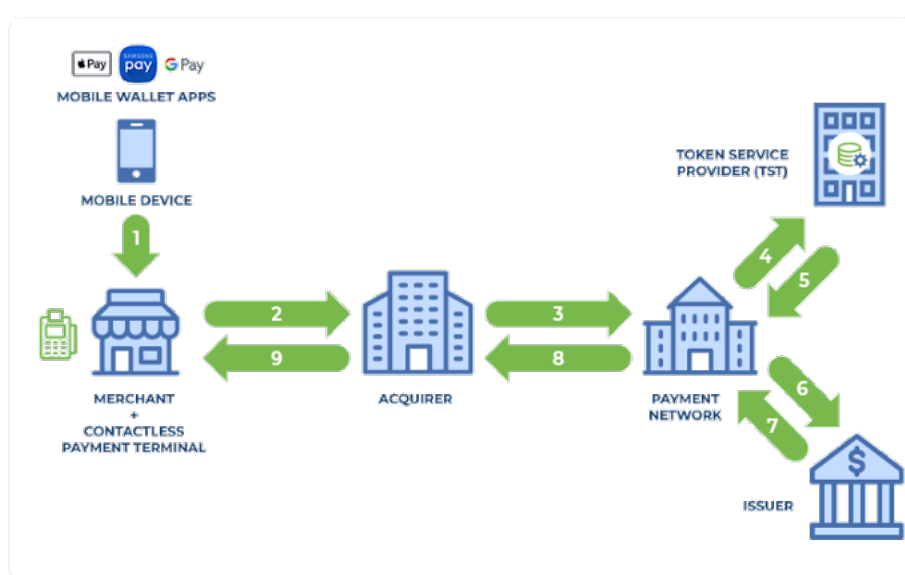 Pay
SAMSUNG
pay
G Pay
MOBILE WALLET APPS
MOBILE DEVICE
1
TOKEN SERVICE
PROVIDER (TST)
4
5
2
3
9
8
MERCHANT
+
CONTACTLESS
PAYMENT TERMINAL
ACQUIRER
PAYMENT
NETWORK
6
7
$
ISSUER